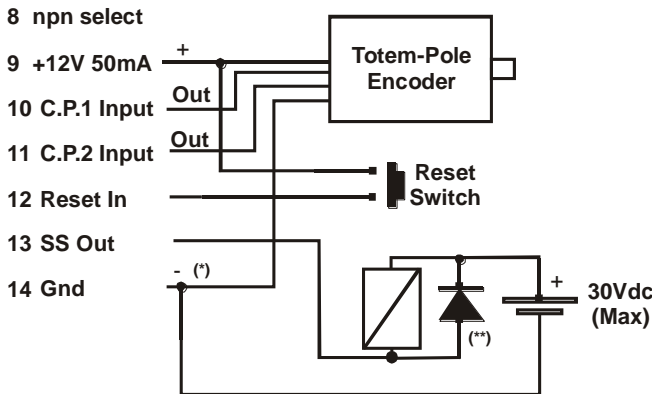 8 npn select
9 +12V 50mA
+
Totem-Pole
Encoder
10 C.P.1 Input
Out
11 C.P.2 Input
Out
Reset
Switch
12 Reset In
13 SS Out
14 Gnd
- (*)
+
30Vdc
(Max)
(**)